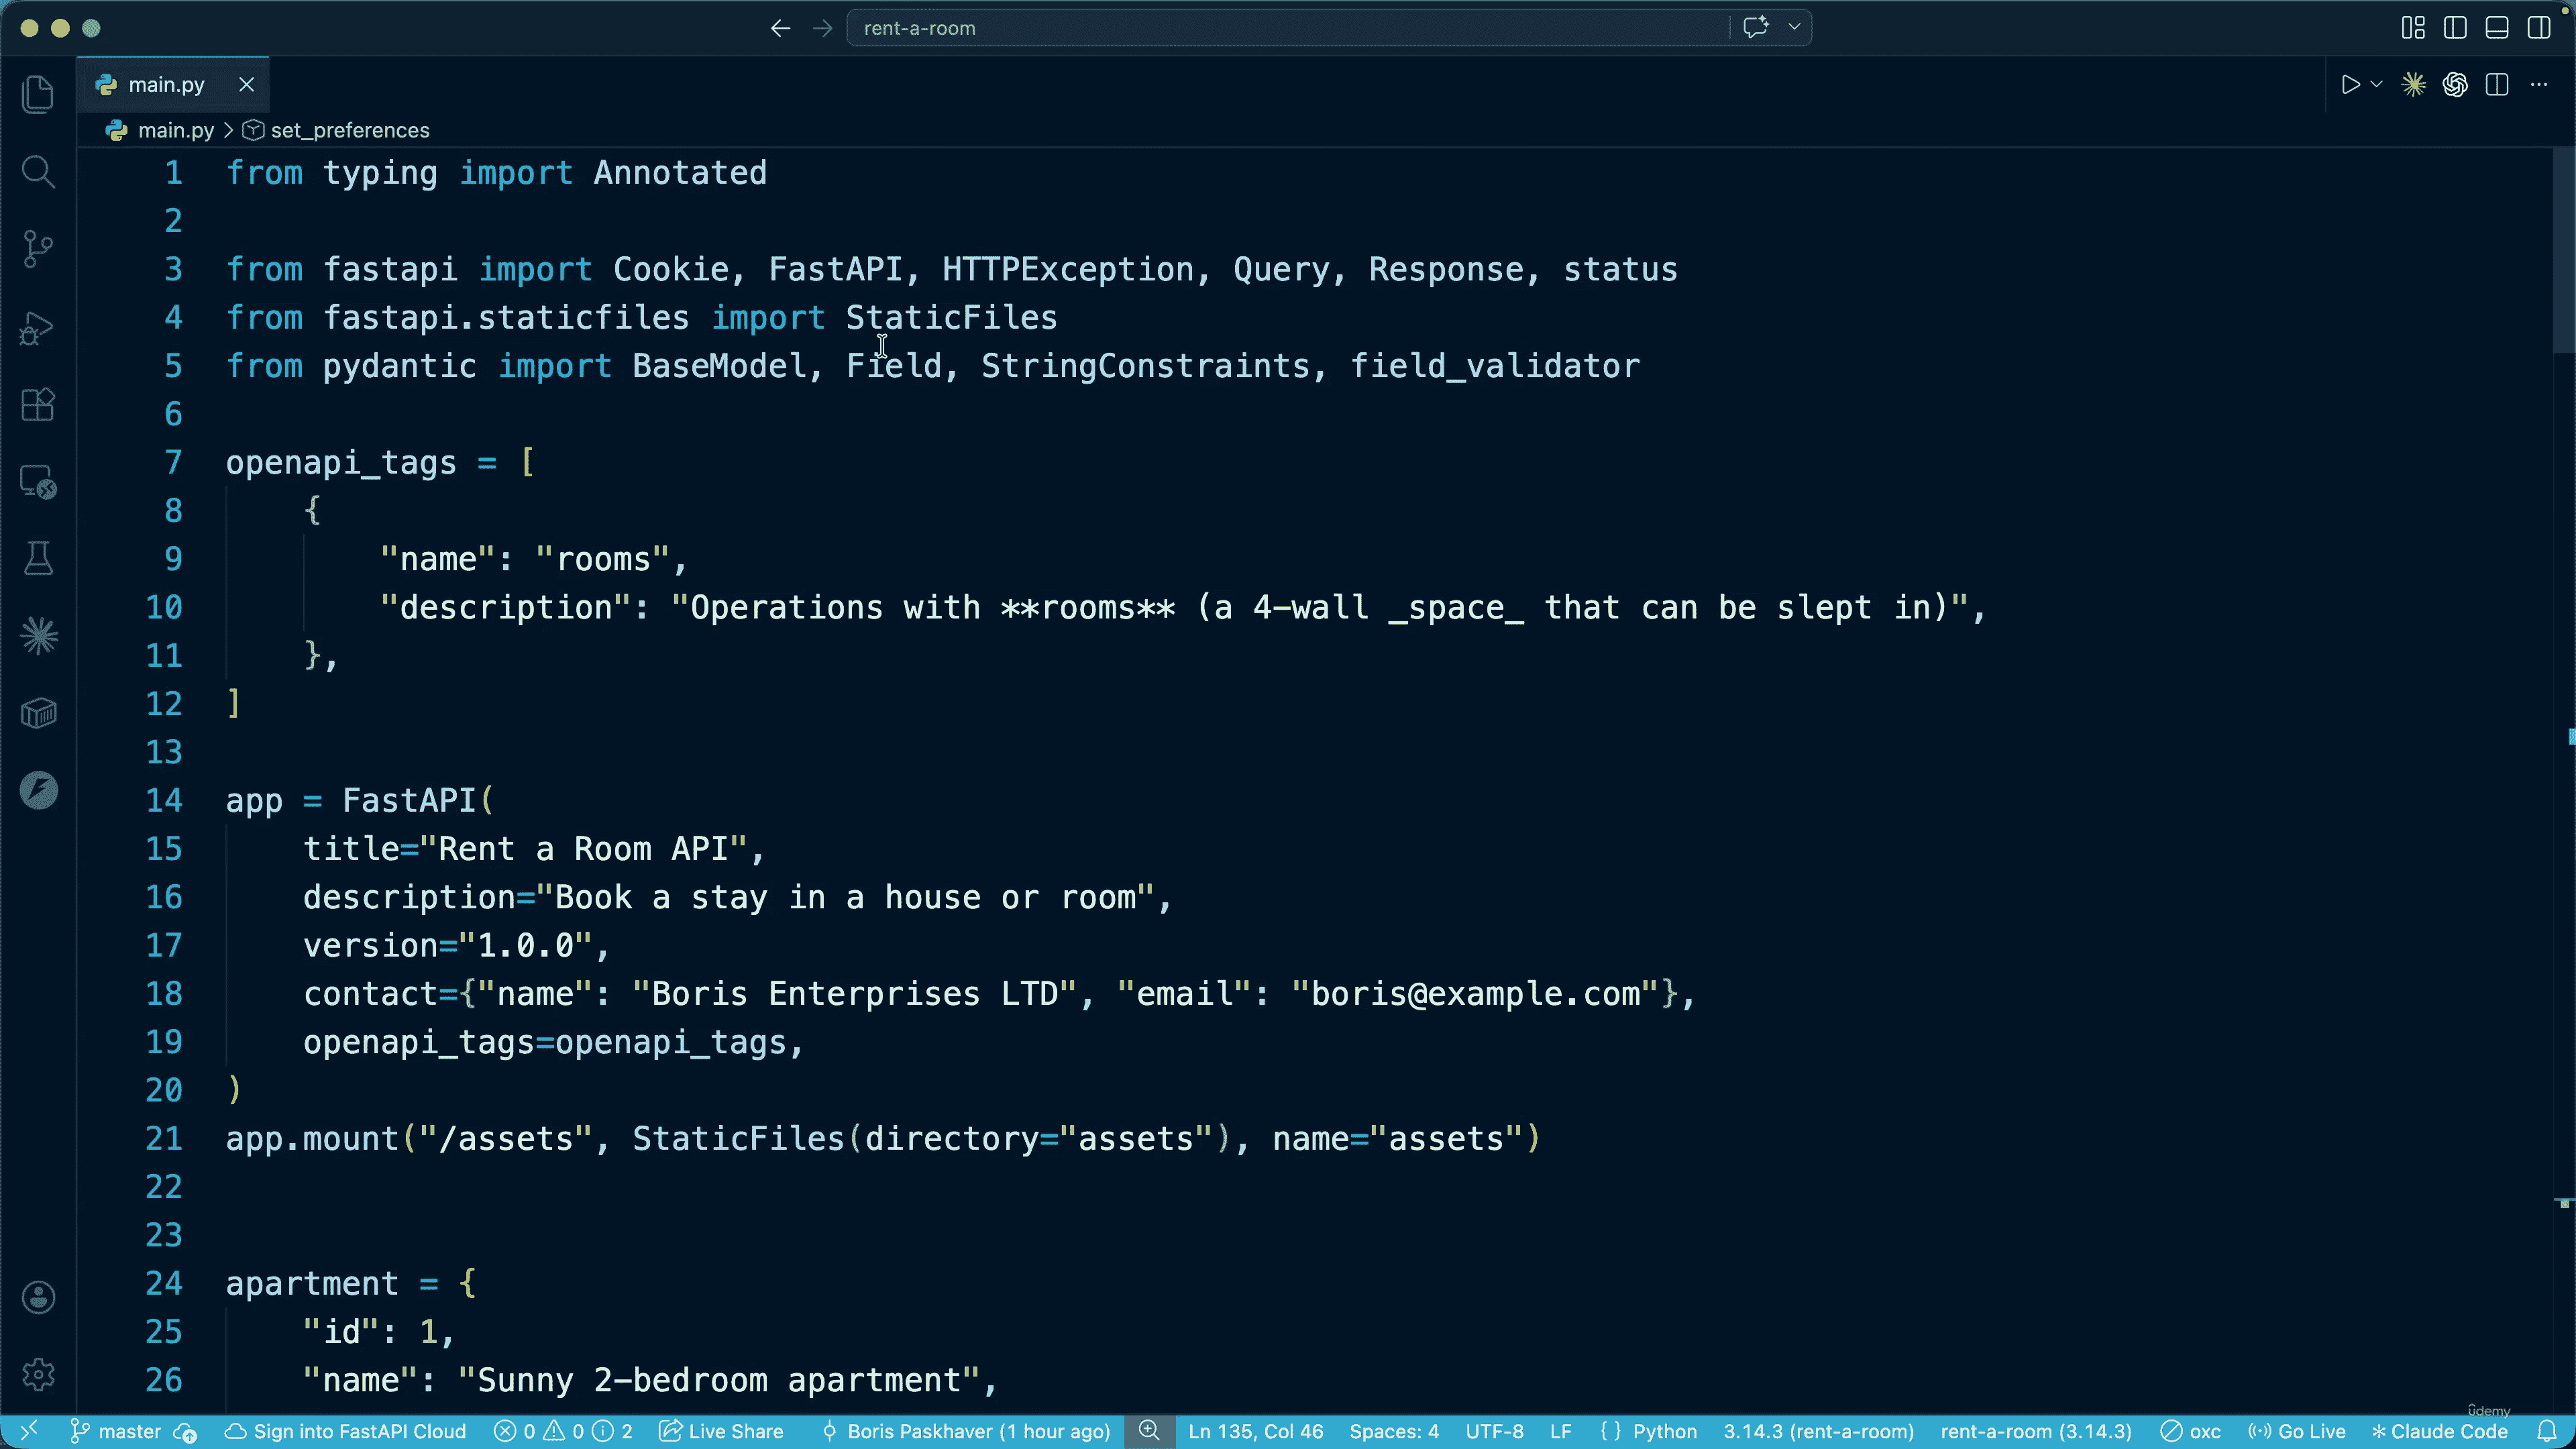 rent-a-room
main.py
main.py > set_preferences
1 from typing import Annotated
2
3 from fastapi import Cookie, FastAPI, HTTPException, Query, Response, status
4 from fastapi.staticfiles import StaticFiles
5 from pydantic import BaseModel, Field, StringConstraints, field_validator
6
7 openapi_tags = [
8     {
9         "name": "rooms",
10         "description": "Operations with **rooms** (a 4-wall _space_ that can be slept in)",
11     },
12 ]
13
14 app = FastAPI(
15     title="Rent a Room API",
16     description="Book a stay in a house or room",
17     version="1.0.0",
18     contact={"name": "Boris Enterprises LTD", "email": "boris@example.com"},
19     openapi_tags=openapi_tags,
20 )
21 app.mount("/assets", StaticFiles(directory="assets"), name="assets")
22
23
24 apartment = {
25     "id": 1,
26     "name": "Sunny 2-bedroom apartment",
ûdemy
master Sign into FastAPI Cloud 0 0 2 Live Share Boris Paskhaver (1 hour ago) Ln 135, Col 46 Spaces: 4 UTF-8 LF {} Python 3.14.3 (rent-a-room) rent-a-room (3.14.3) oxc Go Live Claude Code